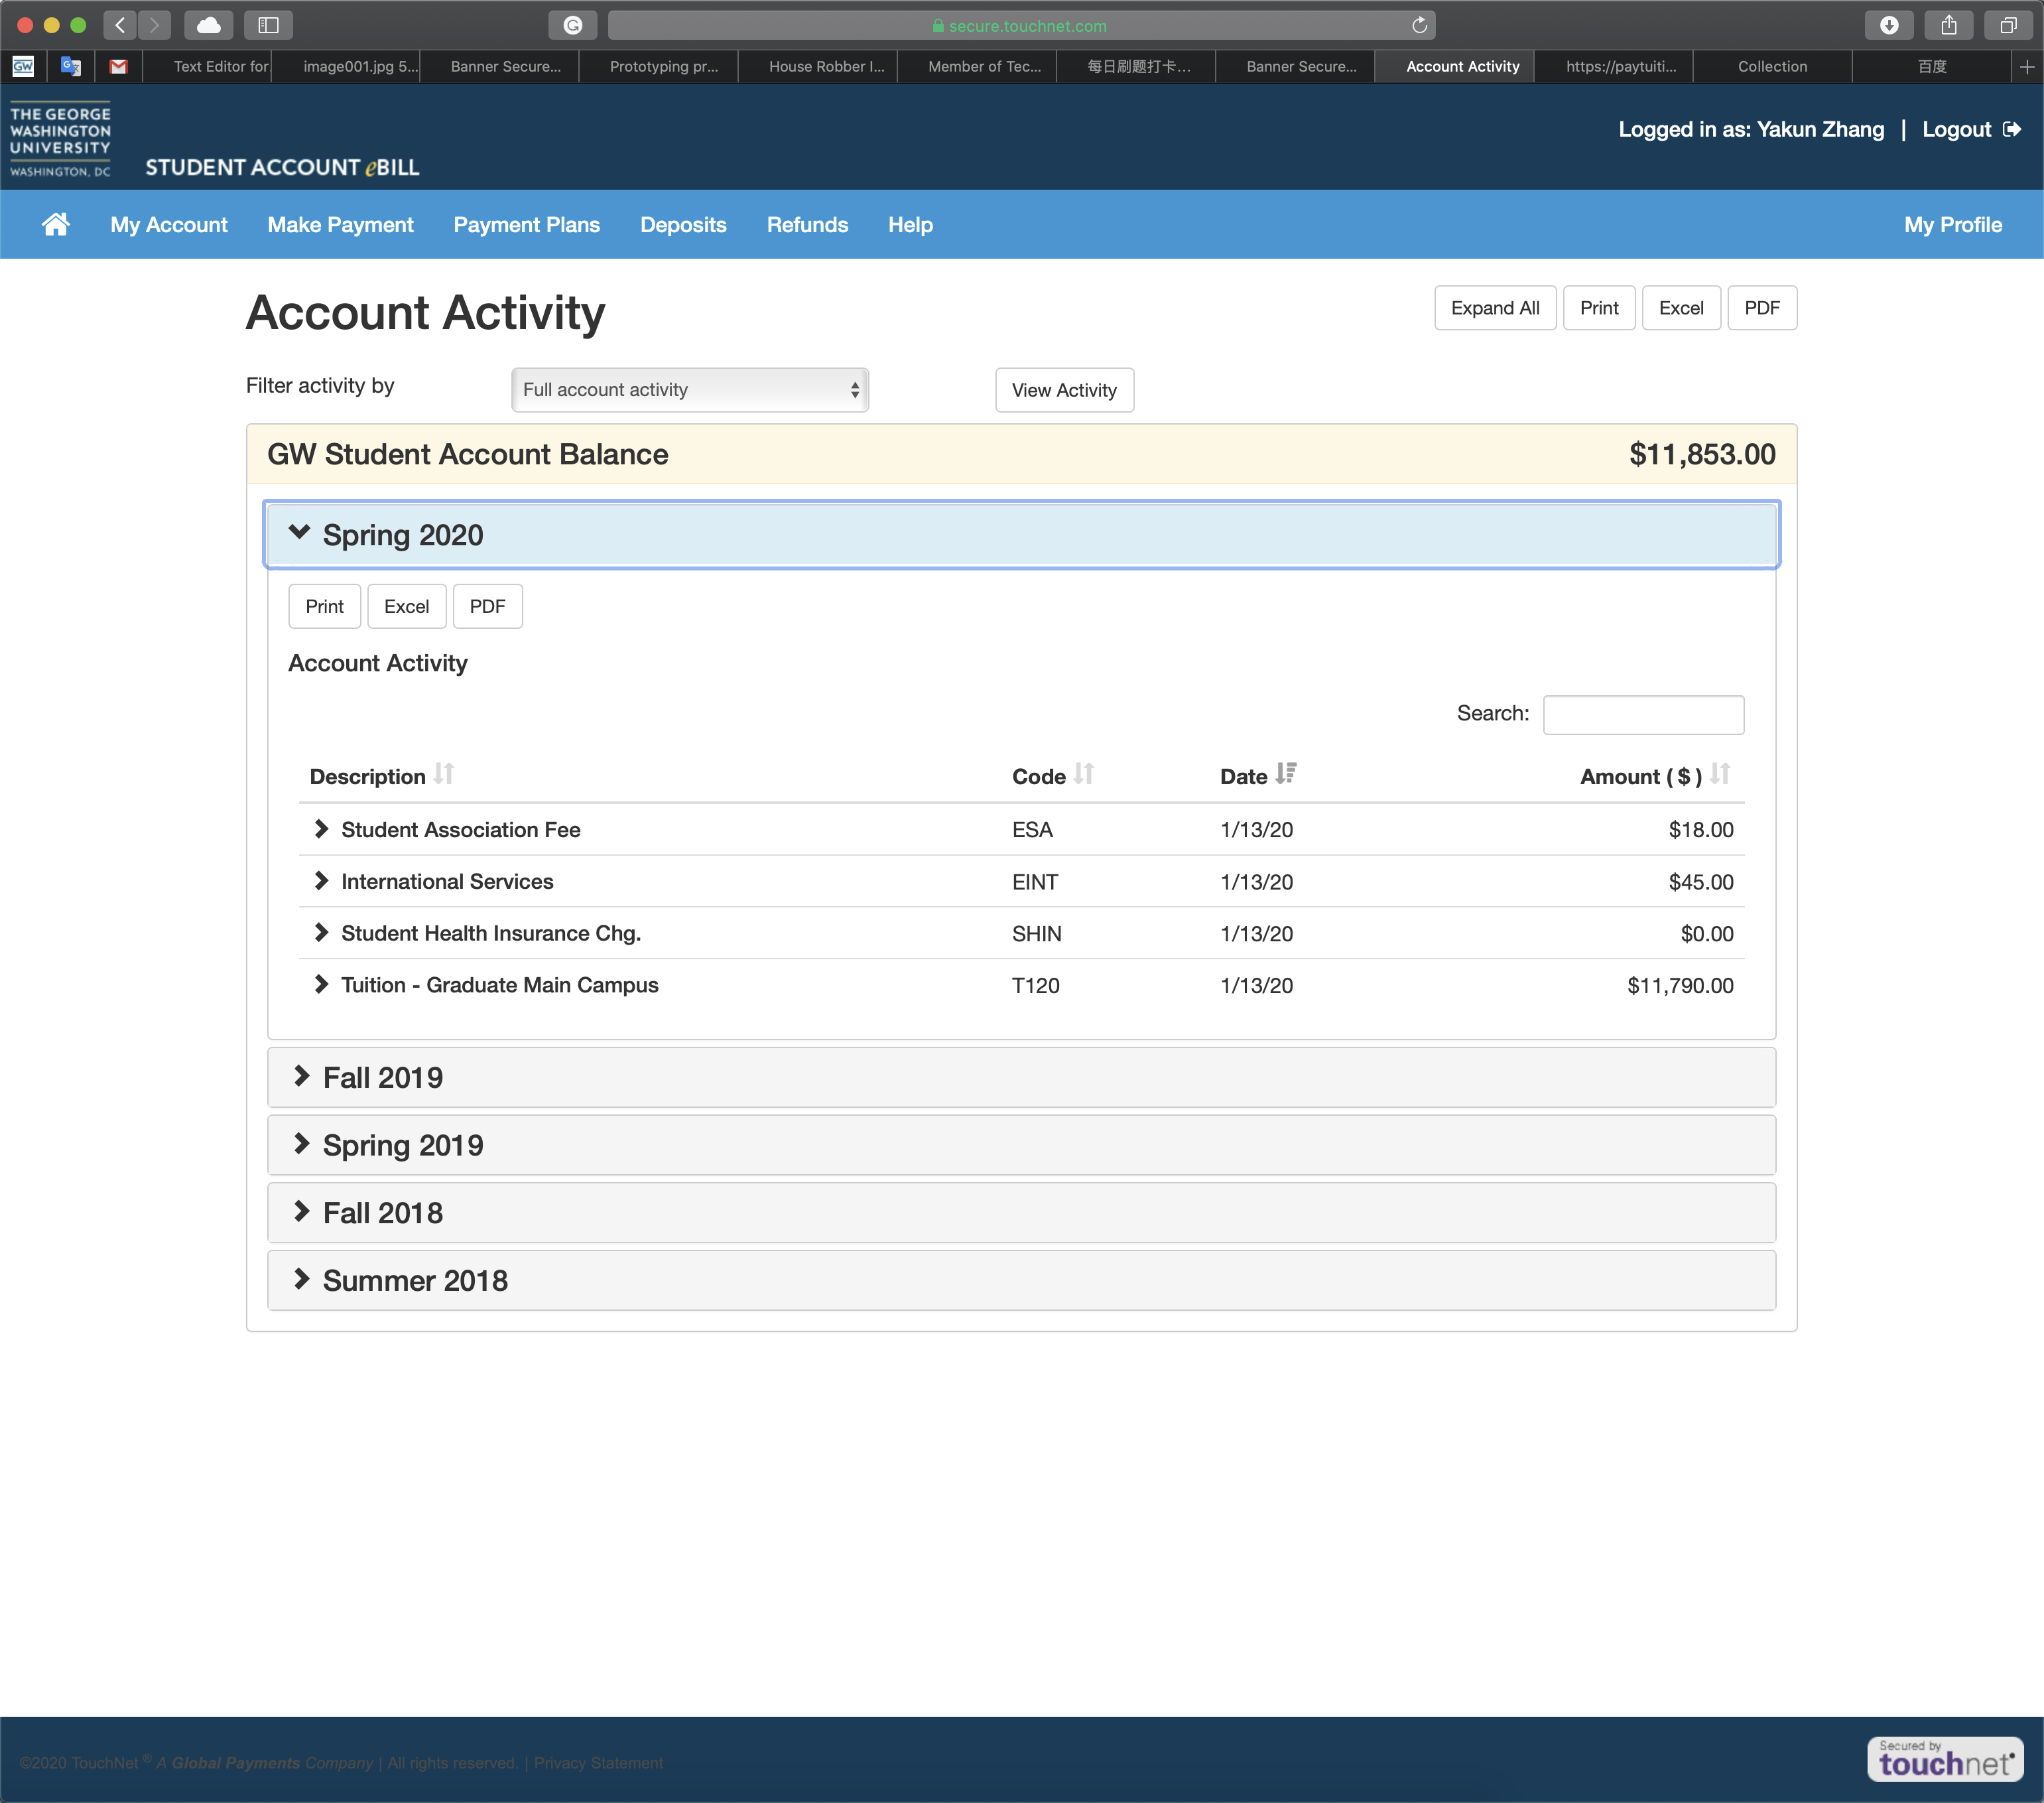 secure.touchnet.com
GW
Text Editor for
image001.jpg 5...
Banner Secure...
Prototyping pr...
House Robber I...
Member of Tec...
每日刷题打卡...
Banner Secure...
Account Activity
https://paytuiti...
Collection
百度
THE GEORGE
WASHINGTON
UNIVERSITY
WASHINGTON, DC
STUDENT ACCOUNT eBILL
Logged in as: Yakun Zhang | Logout
My Account Make Payment Payment Plans Deposits Refunds Help My Profile
Account Activity
Expand All Print Excel PDF
Filter activity by Full account activity View Activity
GW Student Account Balance $11,853.00
Spring 2020
Print Excel PDF
Account Activity
Search:
Description Code Date Amount ( $ )
Student Association Fee ESA 1/13/20 $18.00
International Services EINT 1/13/20 $45.00
Student Health Insurance Chg. SHIN 1/13/20 $0.00
Tuition - Graduate Main Campus T120 1/13/20 $11,790.00
Fall 2019
Spring 2019
Fall 2018
Summer 2018
©2020 TouchNet ® A Global Payments Company | All rights reserved. | Privacy Statement
Secured by
touchnet